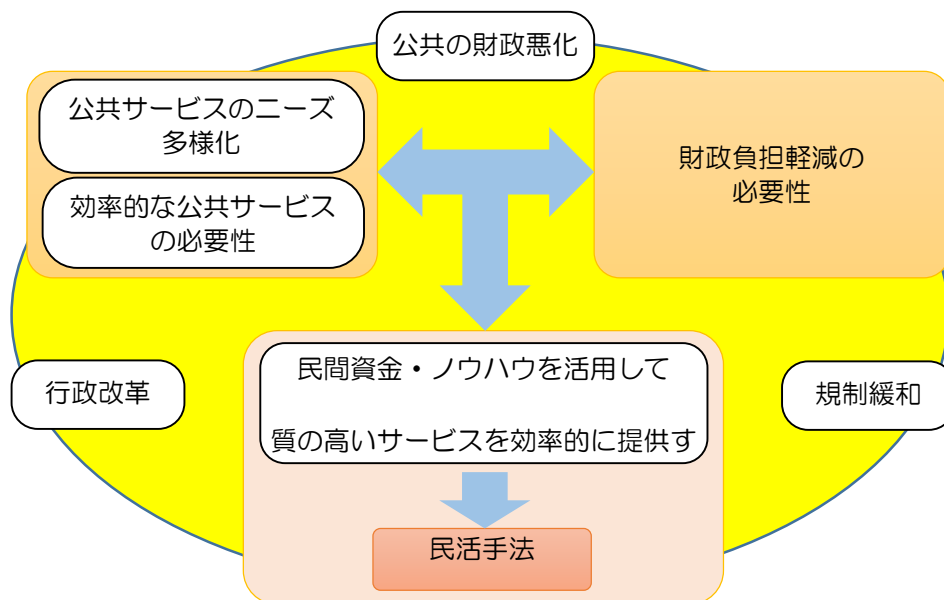 公共の財政悪化
公共サービスのニーズ
多様化
効率的な公共サービス
の必要性
財政負担軽減の
必要性
行政改革
規制緩和
民間資金・ノウハウを活用して
質の高いサービスを効率的に提供す
民活手法